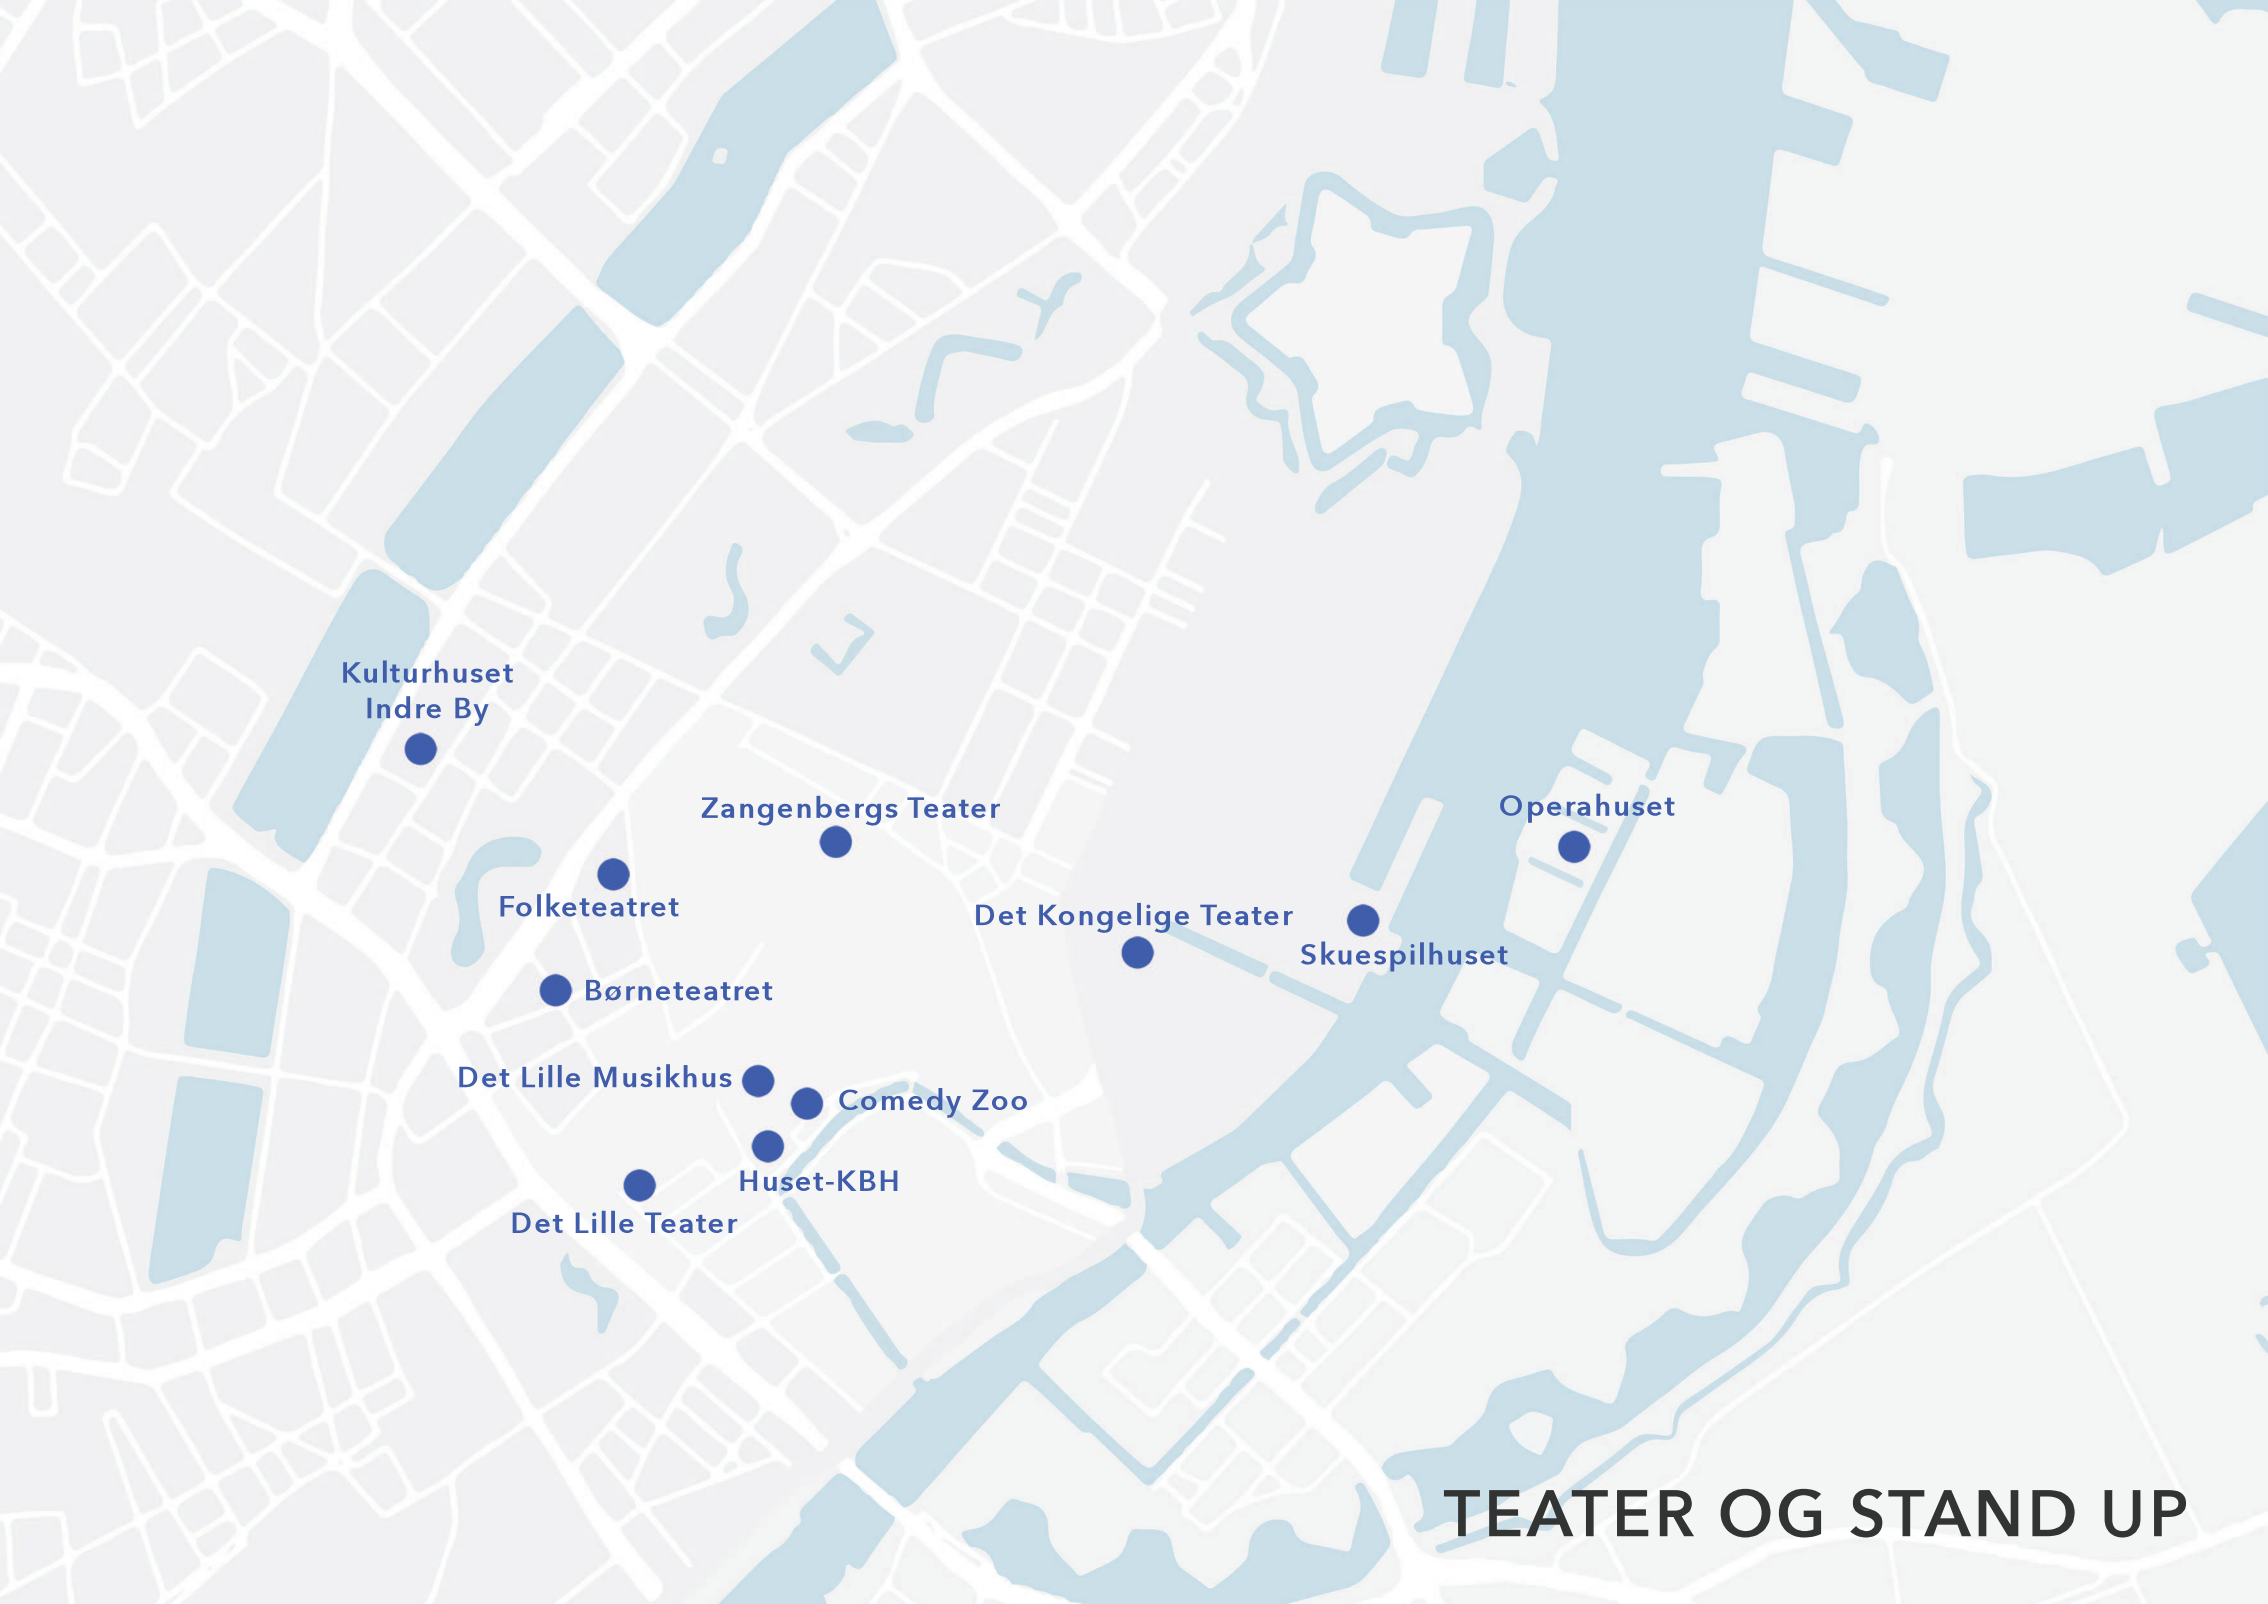 Kulturhuset
Indre By
Zangenbergs Teater
Operahuset
Folketeatret
Det Kongelige Teater
Skuespilhuset
Børneteatret
Det Lille Musikhus
Comedy Zoo
Huset-KBH
Det Lille Teater
TEATER OG STAND UP